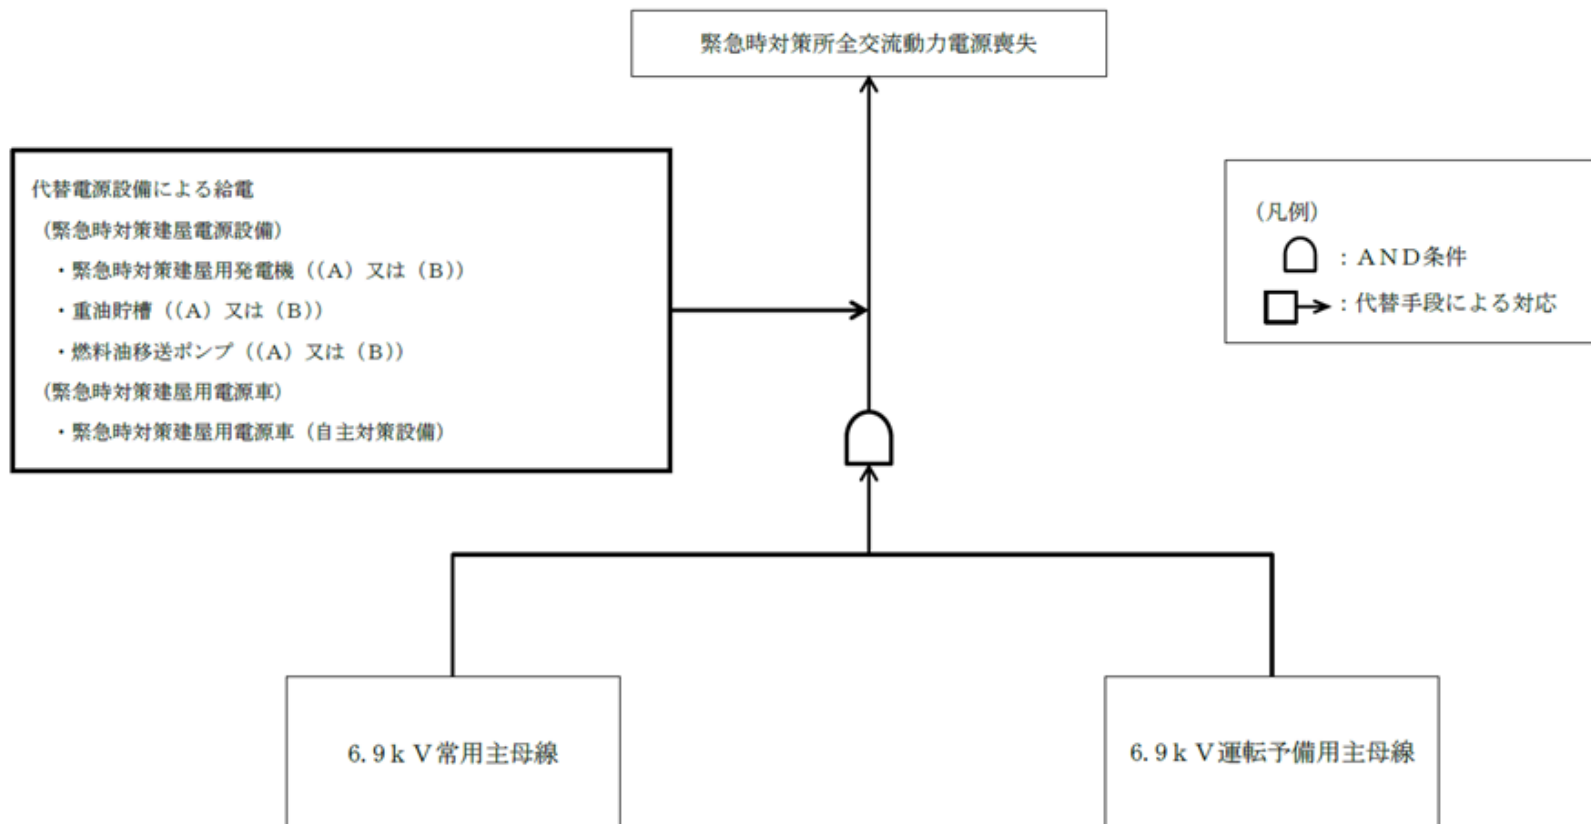 緊急時対策所全交流動力電源喪失
代替電源設備による給電
（緊急時対策建屋電源設備）
・緊急時対策建屋用発電機（（A）又は（B））
・重油貯槽（（A）又は（B））
・燃料油移送ポンプ（（A）又は（B））
（緊急時対策建屋用電源車）
・緊急時対策建屋用電源車（自主対策設備）
（凡例）
：ＡＮＤ条件
：代替手段による対応
6.9ｋＶ常用主母線
6.9ｋＶ運転予備用主母線